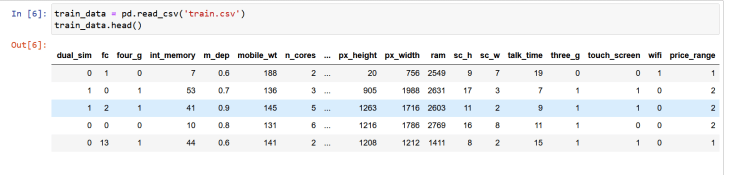 In [6]: train_data = pd.read_csv('train.csv')
train_data.head()
Out[6]:
dual_sim fc four_g int_memory m_dep mobile_wt n_cores ... px_height px_width ram sc_h sc_w talk_time three_g touch_screen wifi price_range
0 1 0 7 0.6 188 2 ... 20 756 2549 9 7 19 0 0 1 1
1 0 1 53 0.7 136 3 ... 905 1988 2631 17 3 7 1 1 0 2
1 2 1 41 0.9 145 5 ... 1263 1716 2603 11 2 9 1 1 0 2
0 0 0 10 0.8 131 6 ... 1216 1786 2769 16 8 11 1 0 0 2
0 13 1 44 0.6 141 2 ... 1208 1212 1411 8 2 15 1 1 0 1